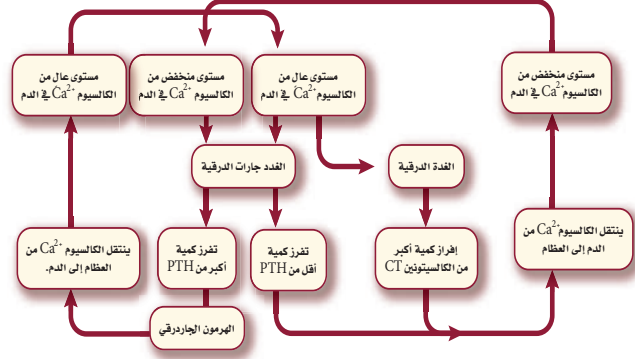 مستوى منخفض من
الكالسيوم Ca²⁺ في الدم
مستوى عال من
الكالسيوم Ca²⁺ في الدم
مستوى منخفض من
الكالسيوم Ca²⁺ في الدم
مستوى عال من
الكالسيوم Ca²⁺ في الدم
الغدة الدرقية
الغدد جارات الدرقية
ينتقل الكالسيوم Ca²⁺ من
الدم إلى العظام
إفراز كمية أكبر
من الكالسيتونين CT
تفرز كمية
أقل من PTH
تفرز كمية
أكبر من PTH
ينتقل الكالسيوم Ca²⁺ من
العظام إلى الدم.
الهرمون الجاردرقي